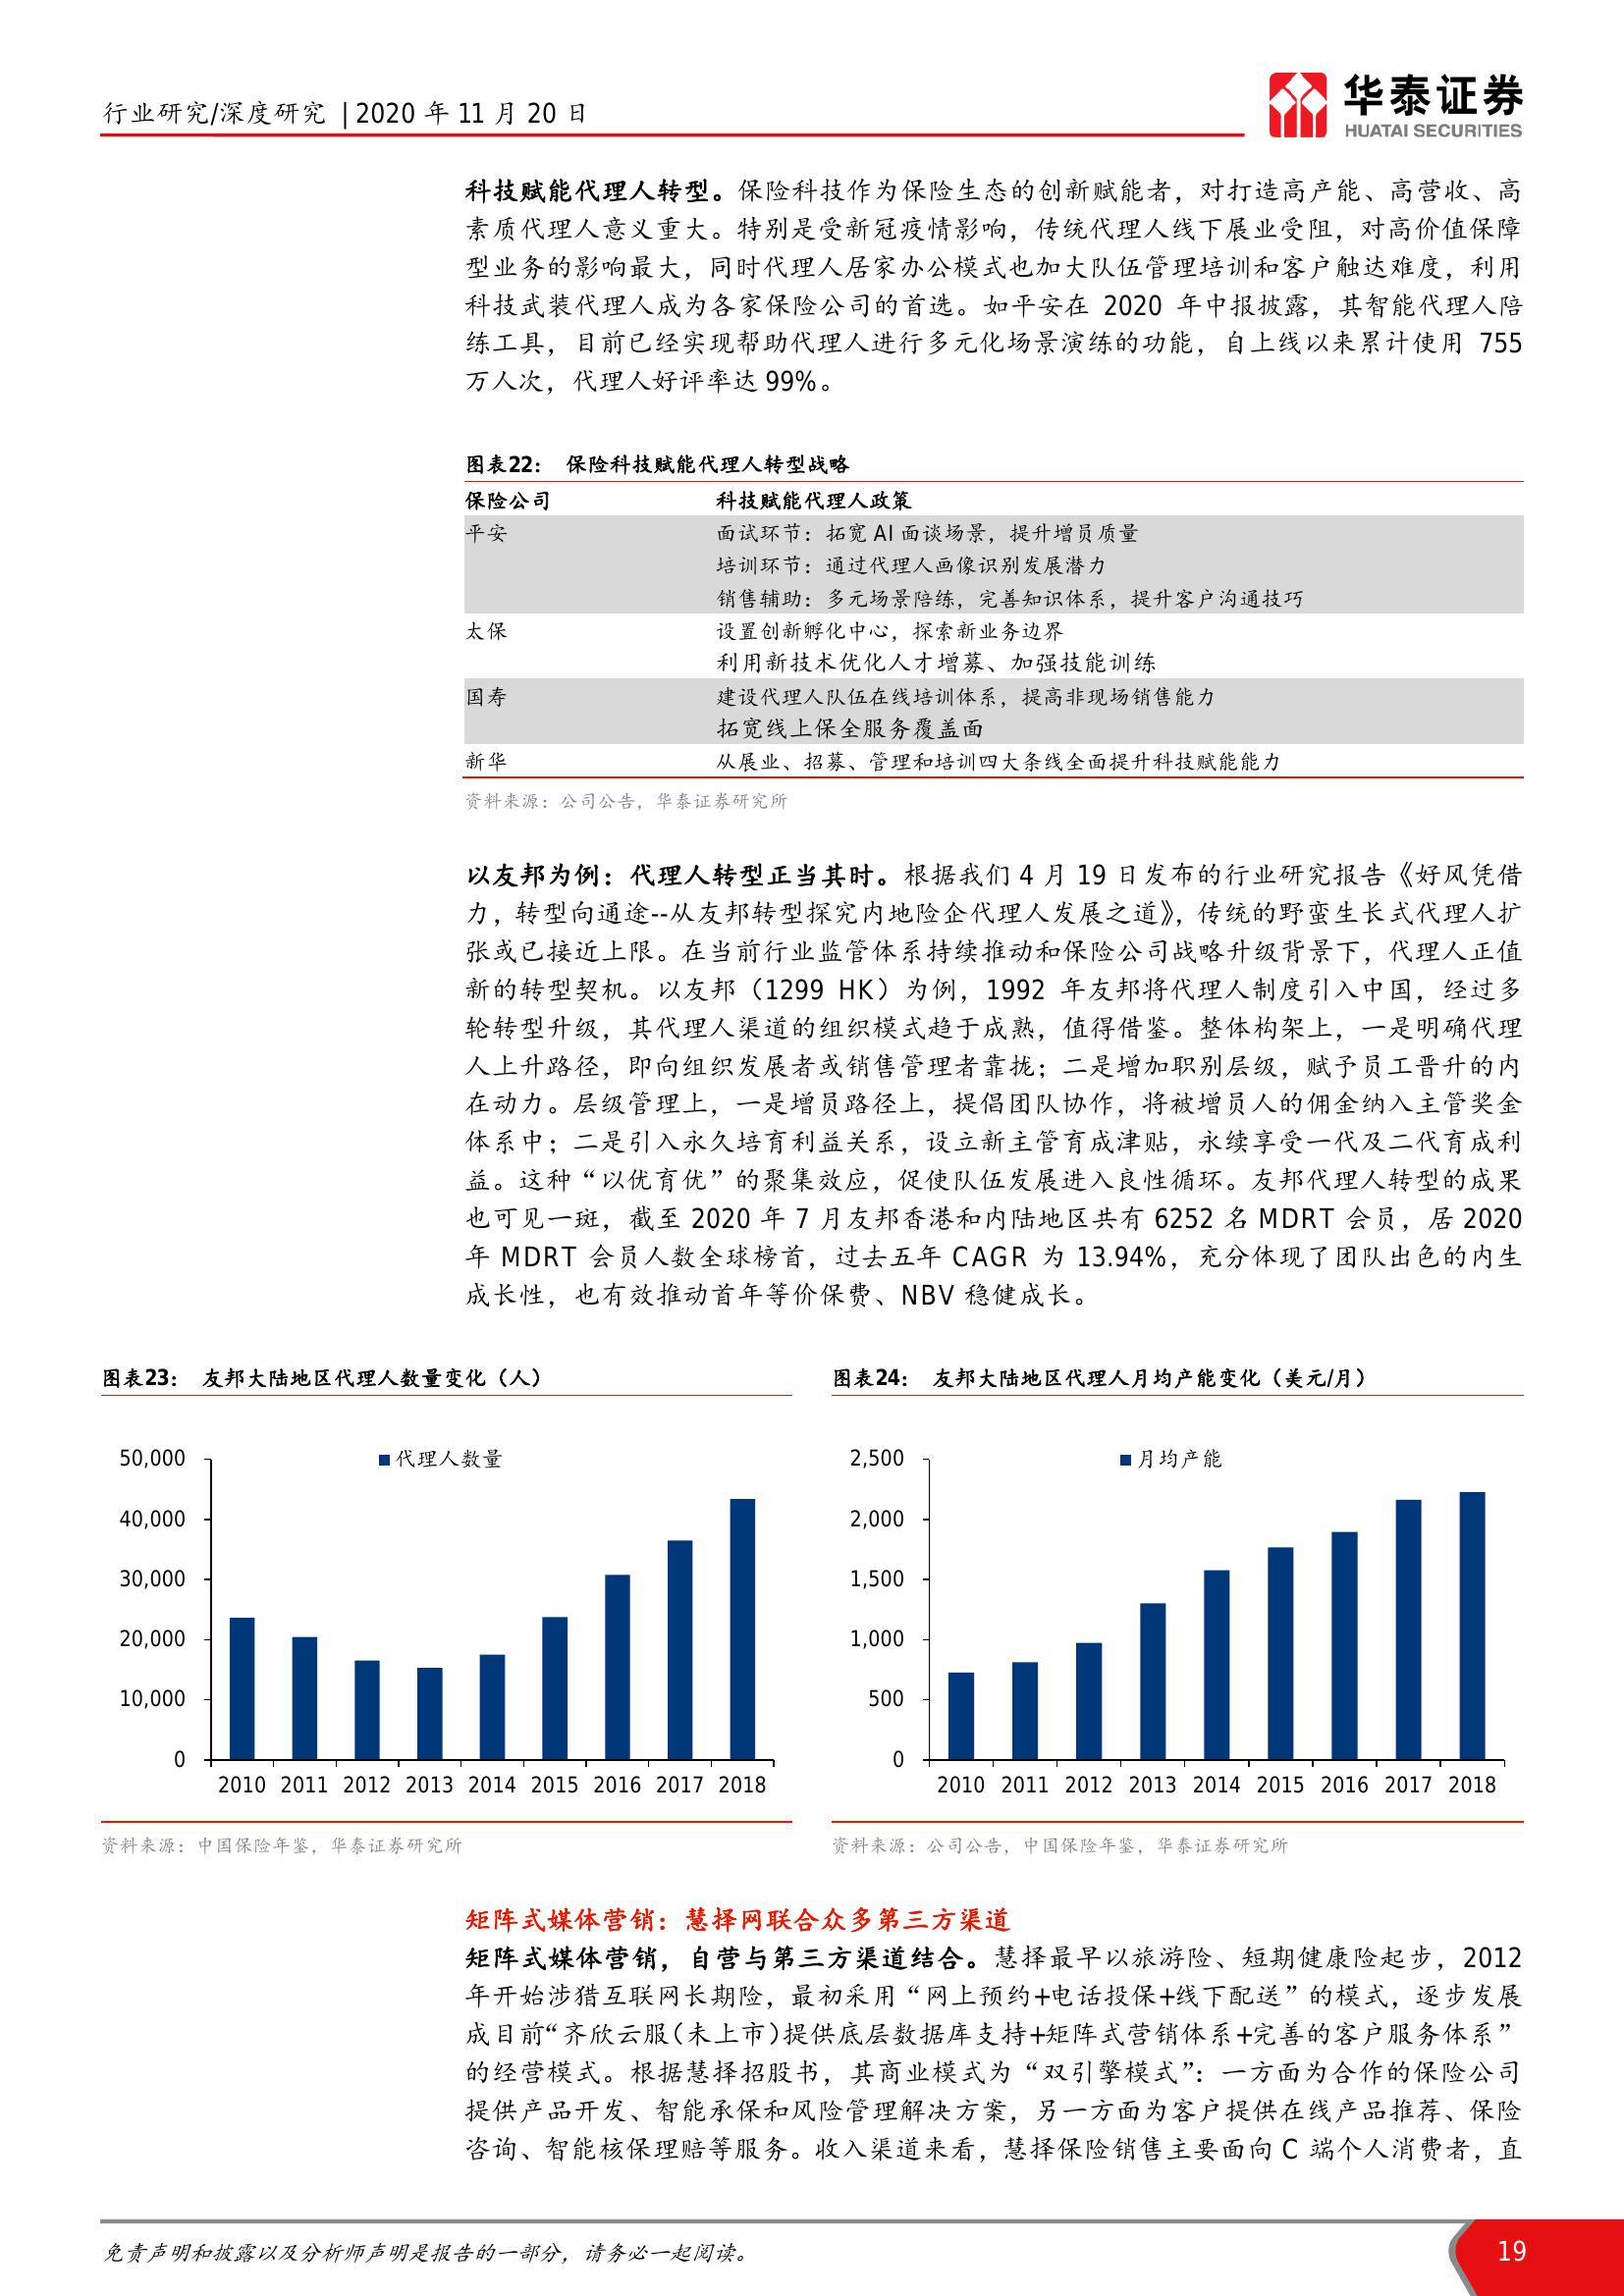 行业研究/深度研究 | 2020 年 11 月 20 日
华泰证券
HUATAI SECURITIES
科技赋能代理人转型。保险科技作为保险生态的创新赋能者，对打造高产能、高营收、高
素质代理人意义重大。特别是受新冠疫情影响，传统代理人线下展业受阻，对高价值保障
型业务的影响最大，同时代理人居家办公模式也加大队伍管理培训和客户触达难度，利用
科技武装代理人成为各家保险公司的首选。如平安在 2020 年中报披露，其智能代理人陪
练工具，目前已经实现帮助代理人进行多元化场景演练的功能，自上线以来累计使用 755
万人次，代理人好评率达 99%。
图表22： 保险科技赋能代理人转型战略
保险公司 科技赋能代理人政策
平安 面试环节：拓宽 AI 面谈场景，提升增员质量
培训环节：通过代理人画像识别发展潜力
销售辅助：多元场景陪练，完善知识体系，提升客户沟通技巧
太保 设置创新孵化中心，探索新业务边界
利用新技术优化人才增募、加强技能训练
国寿 建设代理人队伍在线培训体系，提高非现场销售能力
拓宽线上保全服务覆盖面
新华 从展业、招募、管理和培训四大条线全面提升科技赋能能力
资料来源：公司公告，华泰证券研究所
以友邦为例：代理人转型正当其时。根据我们 4 月 19 日发布的行业研究报告《好风凭借
力，转型向通途--从友邦转型探究内地险企代理人发展之道》，传统的野蛮生长式代理人扩
张或已接近上限。在当前行业监管体系持续推动和保险公司战略升级背景下，代理人正值
新的转型契机。以友邦（1299 HK）为例，1992 年友邦将代理人制度引入中国，经过多
轮转型升级，其代理人渠道的组织模式趋于成熟，值得借鉴。整体构架上，一是明确代理
人上升路径，即向组织发展者或销售管理者靠拢；二是增加职别层级，赋予员工晋升的内
在动力。层级管理上，一是增员路径上，提倡团队协作，将被增员人的佣金纳入主管奖金
体系中；二是引入永久培育利益关系，设立新主管育成津贴，永续享受一代及二代育成利
益。这种“以优育优”的聚集效应，促使队伍发展进入良性循环。友邦代理人转型的成果
也可见一斑，截至 2020 年 7 月友邦香港和内陆地区共有 6252 名 MDRT 会员，居 2020
年 MDRT 会员人数全球榜首，过去五年 CAGR 为 13.94%，充分体现了团队出色的内生
成长性，也有效推动首年等价保费、NBV 稳健成长。
图表23： 友邦大陆地区代理人数量变化（人）
代理人数量
50,000
40,000
30,000
20,000
10,000
0
2010 2011 2012 2013 2014 2015 2016 2017 2018
资料来源：中国保险年鉴，华泰证券研究所
图表24： 友邦大陆地区代理人月均产能变化（美元/月）
月均产能
2,500
2,000
1,500
1,000
500
0
2010 2011 2012 2013 2014 2015 2016 2017 2018
资料来源：公司公告，中国保险年鉴，华泰证券研究所
矩阵式媒体营销：慧择网联合众多第三方渠道
矩阵式媒体营销，自营与第三方渠道结合。慧择最早以旅游险、短期健康险起步，2012
年开始涉猎互联网长期险，最初采用“网上预约+电话投保+线下配送”的模式，逐步发展
成目前“齐欣云服（未上市）提供底层数据库支持+矩阵式营销体系+完善的客户服务体系”
的经营模式。根据慧择招股书，其商业模式为“双引擎模式”：一方面为合作的保险公司
提供产品开发、智能承保和风险管理解决方案，另一方面为客户提供在线产品推荐、保险
咨询、智能核保理赔等服务。收入渠道来看，慧择保险销售主要面向 C 端个人消费者，直
免责声明和披露以及分析师声明是报告的一部分，请务必一起阅读。
19